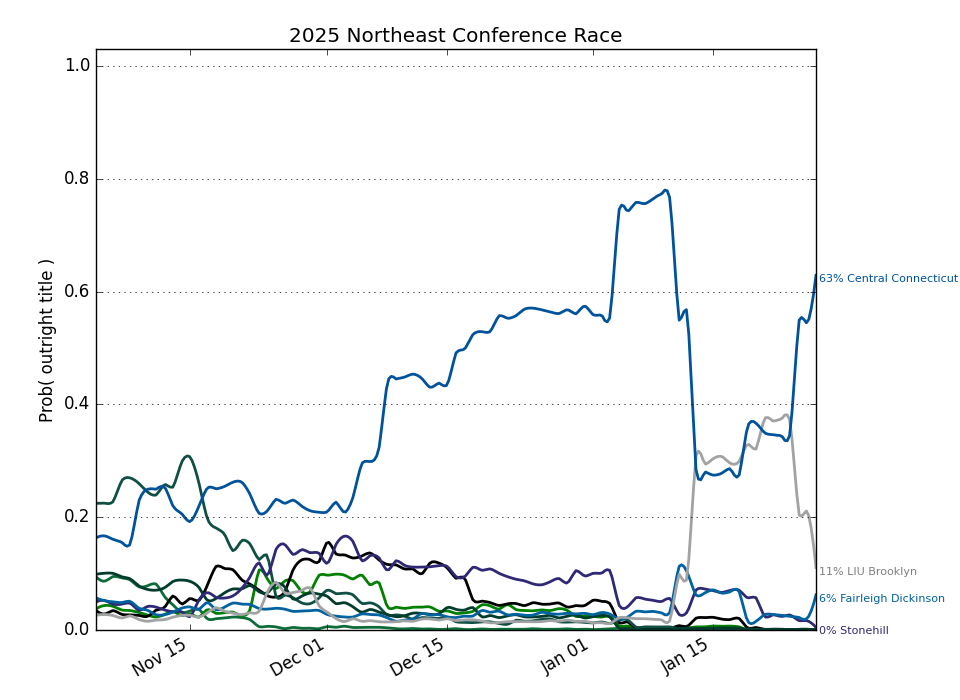 2025 Northeast Conference Race
1.0
0.8
0.6
0.4
0.2
0.0
Prob( outright title )
63% Central Connecticut
11% LIU Brooklyn
6% Fairleigh Dickinson
0% Stonehill
Nov 15
Dec 01
Dec 15
Jan 01
Jan 15